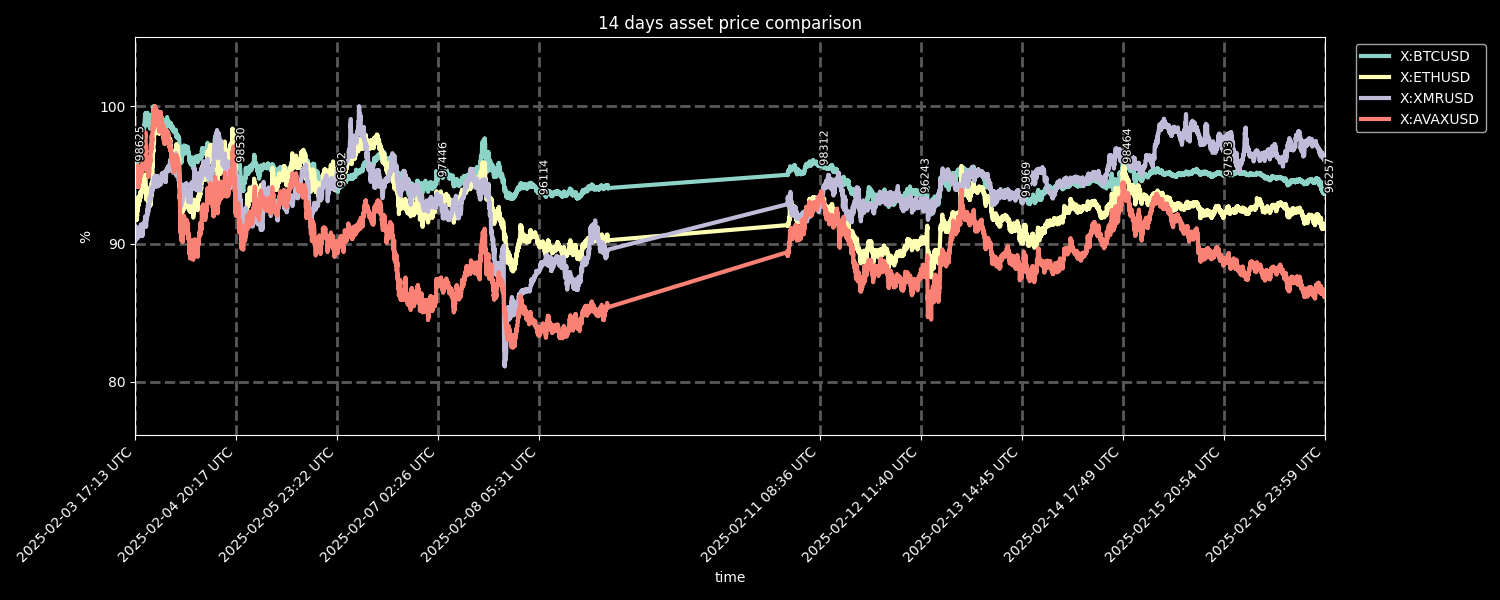 14 days asset price comparison
X:BTCUSD
X:ETHUSD
X:XMRUSD
X:AVAXUSD
100
90
80
%
98625
98530
96692
97446
96114
98312
96243
95969
98464
97503
96257
2025-02-03 17:13 UTC
2025-02-04 20:17 UTC
2025-02-05 23:22 UTC
2025-02-07 02:26 UTC
2025-02-08 05:31 UTC
2025-02-11 08:36 UTC
2025-02-12 11:40 UTC
2025-02-13 14:45 UTC
2025-02-14 17:49 UTC
2025-02-15 20:54 UTC
2025-02-16 23:59 UTC
time